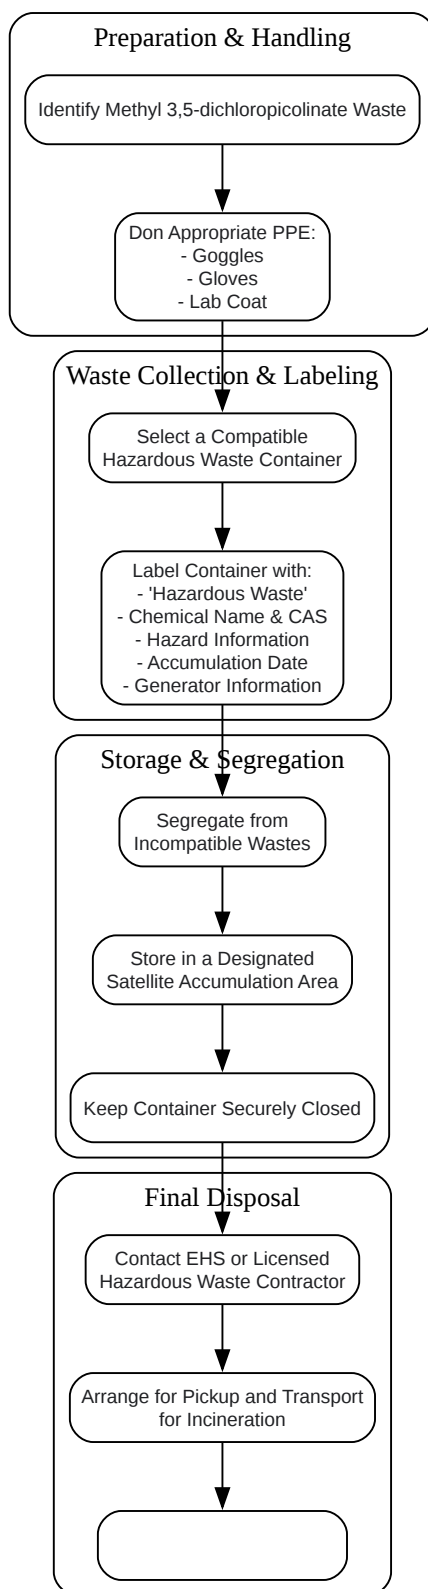 Preparation & Handling
Identify Methyl 3,5-dichloropicolinate Waste
Don Appropriate PPE:
- Goggles
- Gloves
- Lab Coat
Waste Collection & Labeling
Select a Compatible
Hazardous Waste Container
Label Container with:
- 'Hazardous Waste'
- Chemical Name & CAS
- Hazard Information
- Accumulation Date
- Generator Information
Storage & Segregation
Segregate from
Incompatible Wastes
Store in a Designated
Satellite Accumulation Area
Keep Container Securely Closed
Final Disposal
Contact EHS or Licensed
Hazardous Waste Contractor
Arrange for Pickup and Transport
for Incineration